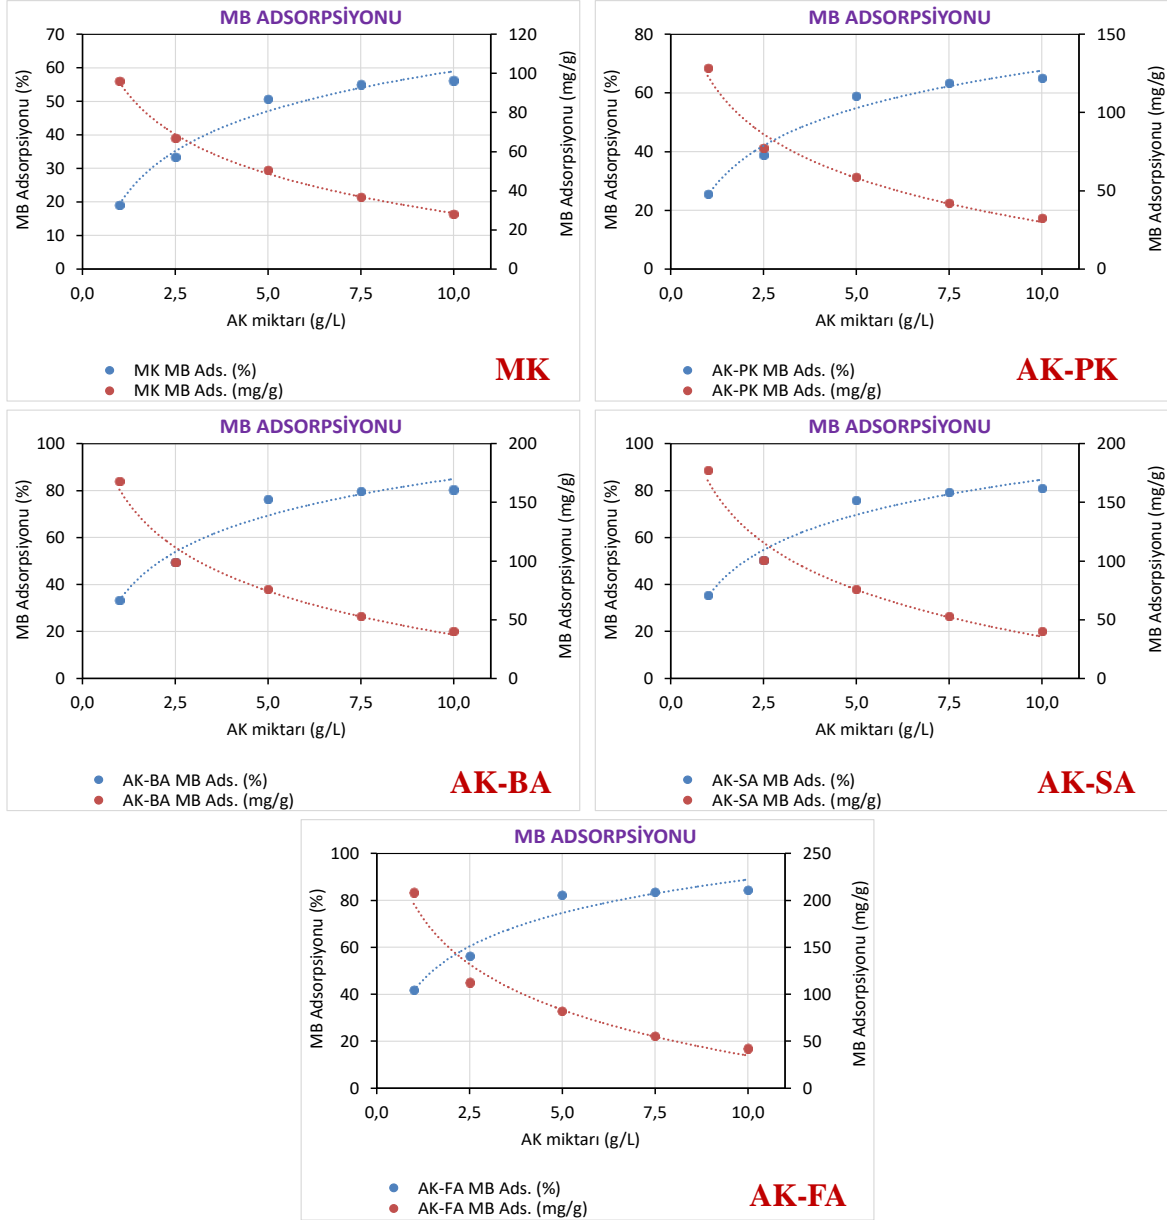 MB ADSORPSİYONU
MB Adsorpsiyonu (%)
70
60
50
40
30
20
10
0
120
100
80
60
40
20
0
MB Adsorpsiyonu (mg/g)
0,0 2,5 5,0 7,5 10,0
AK miktarı (g/L)
MK MB Ads. (%)
MK MB Ads. (mg/g)
MK
MB ADSORPSİYONU
MB Adsorpsiyonu (%)
80
60
40
20
0
150
100
50
0
MB Adsorpsiyonu (mg/g)
0,0 2,5 5,0 7,5 10,0
AK miktarı (g/L)
AK-PK MB Ads. (%)
AK-PK MB Ads. (mg/g)
AK-PK
MB ADSORPSİYONU
MB Adsorpsiyonu (%)
100
80
60
40
20
0
200
150
100
50
0
MB Adsorpsiyonu (mg/g)
0,0 2,5 5,0 7,5 10,0
AK miktarı (g/L)
AK-BA MB Ads. (%)
AK-BA MB Ads. (mg/g)
AK-BA
MB ADSORPSİYONU
MB Adsorpsiyonu (%)
100
80
60
40
20
0
200
150
100
50
0
MB Adsorpsiyonu (mg/g)
0,0 2,5 5,0 7,5 10,0
AK miktarı (g/L)
AK-SA MB Ads. (%)
AK-SA MB Ads. (mg/g)
AK-SA
MB ADSORPSİYONU
MB Adsorpsiyonu (%)
100
80
60
40
20
0
250
200
150
100
50
0
MB Adsorpsiyonu (mg/g)
0,0 2,5 5,0 7,5 10,0
AK miktarı (g/L)
AK-FA MB Ads. (%)
AK-FA MB Ads. (mg/g)
AK-FA